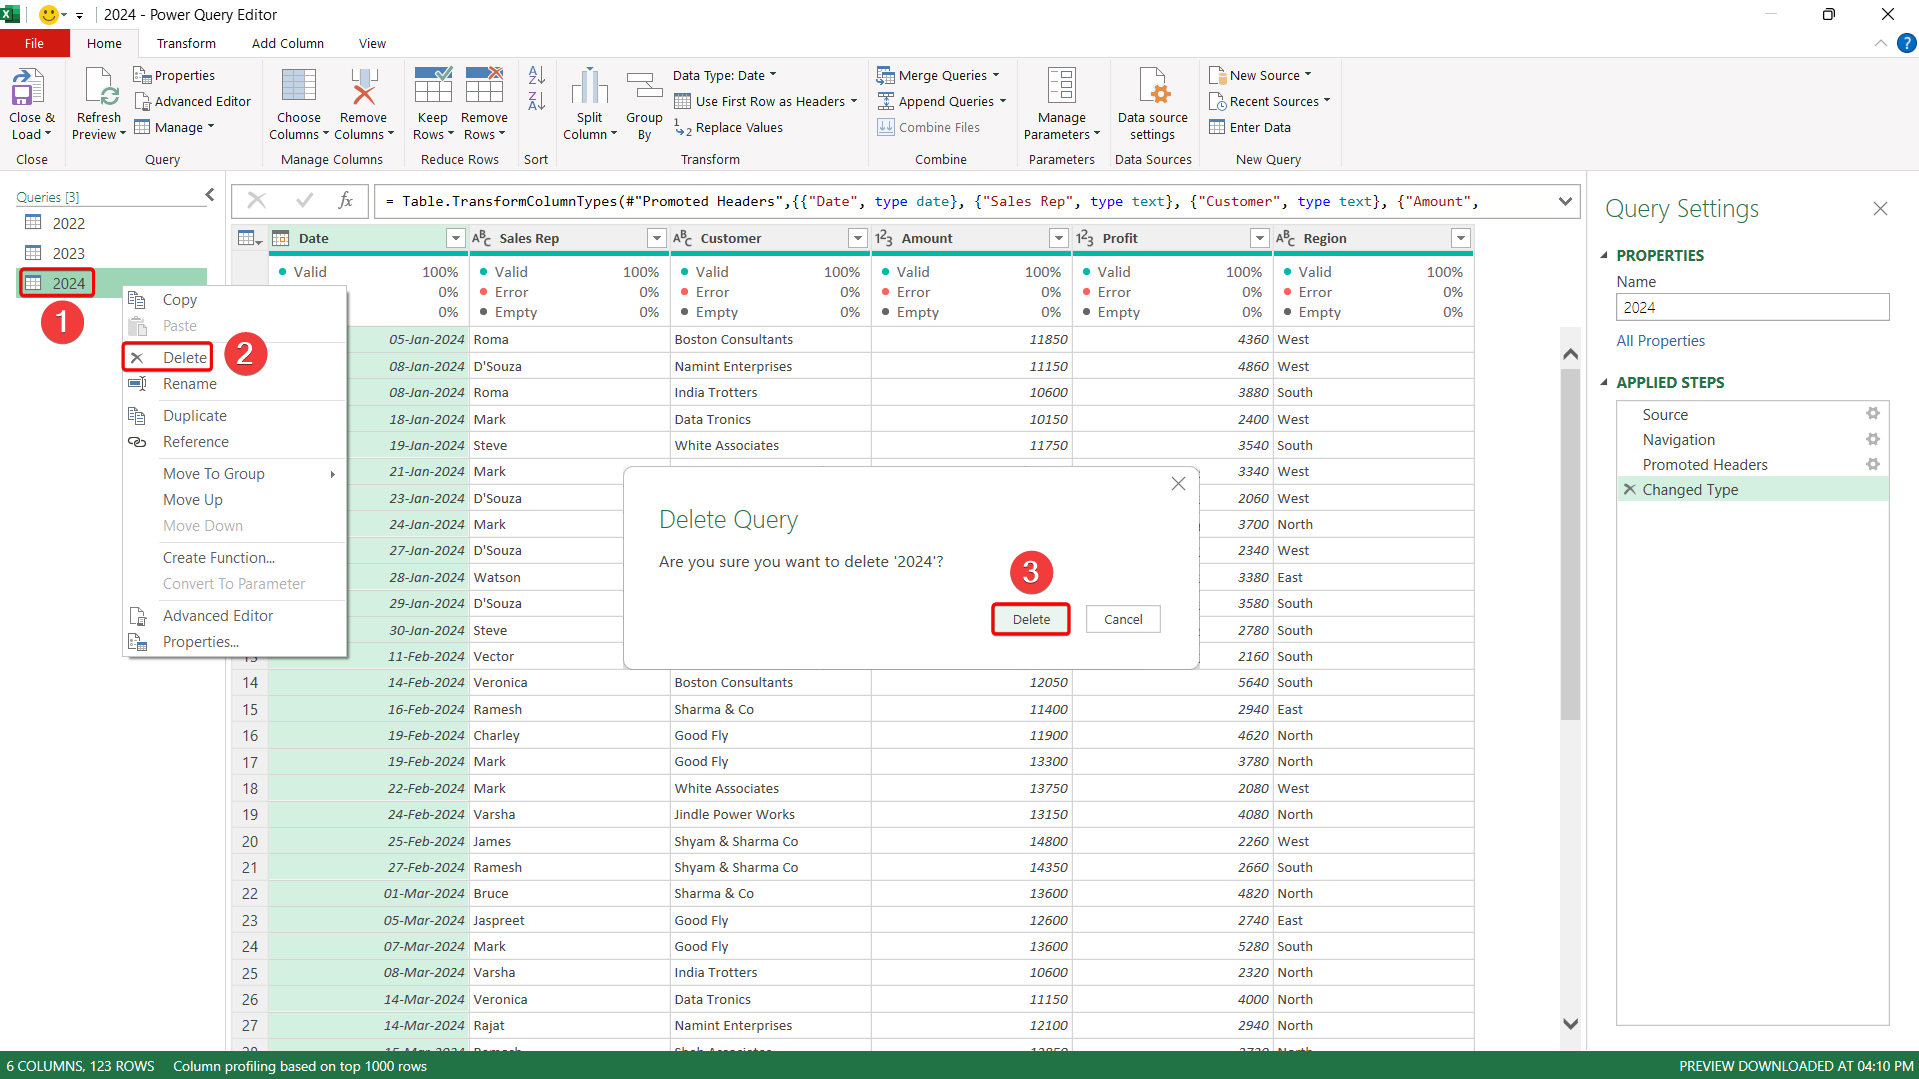 2024 - Power Query Editor
File Home Transform Add Column View
Close & Load
Close
Refresh Preview
Properties
Advanced Editor
Manage
Query
Choose Columns
Remove Columns
Manage Columns
Keep Rows
Remove Rows
Reduce Rows
Sort
Split Column
Group By
Data Type: Date
Use First Row as Headers
Replace Values
Transform
Merge Queries
Append Queries
Combine Files
Combine
Manage Parameters
Parameters
Data source settings
Data Sources
New Source
Recent Sources
Enter Data
New Query
Queries [3]
2022
2023
2024
1
Copy
Paste
Delete
2
Rename
Duplicate
Reference
Move To Group
Move Up
Move Down
Create Function...
Convert To Parameter
Advanced Editor
Properties...
fx = Table.TransformColumnTypes(#"Promoted Headers",{{"Date", type date}, {"Sales Rep", type text}, {"Customer", type text}, {"Amount",
Date ABC Sales Rep ABC Customer 123 Amount 123 Profit ABC Region
Valid 100% Valid 100% Valid 100% Valid 100% Valid 100% Valid 100%
0% Error 0% Error 0% Error 0% Error 0% Error 0%
0% Empty 0% Empty 0% Empty 0% Empty 0% Empty 0%
05-Jan-2024 Roma Boston Consultants 11850 4360 West
08-Jan-2024 D'Souza Namint Enterprises 11150 4860 West
08-Jan-2024 Roma India Trotters 10600 3880 South
18-Jan-2024 Mark Data Tronics 10150 2400 West
19-Jan-2024 Steve White Associates 11750 3540 South
21-Jan-2024 Mark 3340 West
23-Jan-2024 D'Souza 2060 West
24-Jan-2024 Mark 3700 North
27-Jan-2024 D'Souza 2340 West
28-Jan-2024 Watson 3380 East
29-Jan-2024 D'Souza 3580 South
30-Jan-2024 Steve 2780 South
13 11-Feb-2024 Vector 2160 South
14 14-Feb-2024 Veronica Boston Consultants 12050 5640 South
15 16-Feb-2024 Ramesh Sharma & Co 11400 2940 East
16 19-Feb-2024 Charley Good Fly 11900 4620 North
17 19-Feb-2024 Mark Good Fly 13300 3780 North
18 22-Feb-2024 Mark White Associates 13750 2080 West
19 24-Feb-2024 Varsha Jindle Power Works 13150 4080 North
20 25-Feb-2024 James Shyam & Sharma Co 14800 2260 West
21 27-Feb-2024 Ramesh Shyam & Sharma Co 14350 2660 South
22 01-Mar-2024 Bruce Sharma & Co 13600 4820 North
23 05-Mar-2024 Jaspreet Good Fly 12600 2740 East
24 07-Mar-2024 Mark Good Fly 13600 5280 South
25 08-Mar-2024 Varsha India Trotters 10600 2320 North
26 14-Mar-2024 Veronica Data Tronics 11150 4000 North
27 14-Mar-2024 Rajat Namint Enterprises 12100 2940 North
Delete Query
Are you sure you want to delete '2024'?
3
Delete Cancel
Query Settings
PROPERTIES
Name
2024
All Properties
APPLIED STEPS
Source
Navigation
Promoted Headers
Changed Type
6 COLUMNS, 123 ROWS Column profiling based on top 1000 rows PREVIEW DOWNLOADED AT 04:10 PM